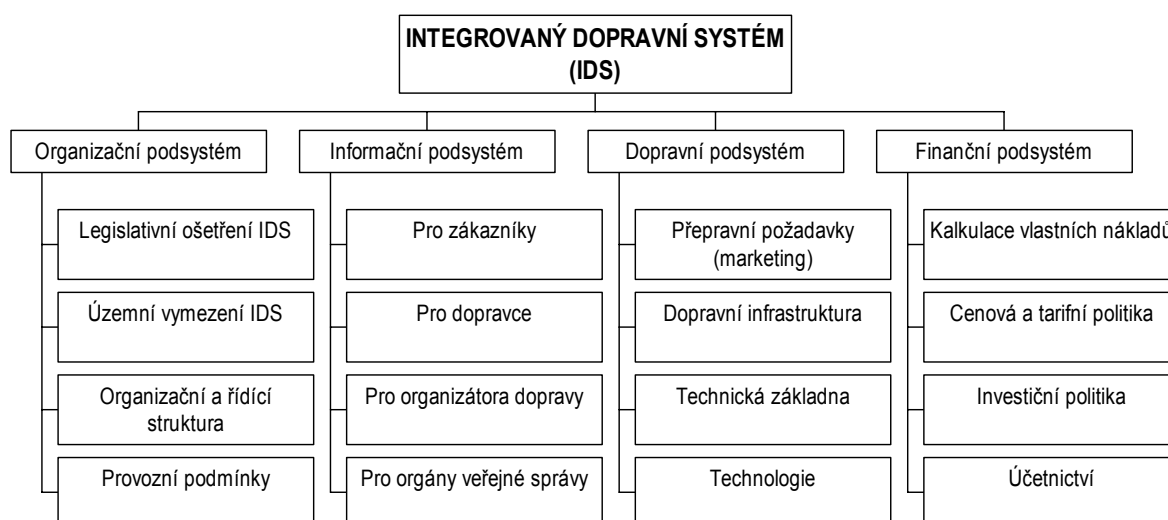 INTEGROVANÝ DOPRAVNÍ SYSTÉM
(IDS)
Organizační podsystém
Informační podsystém
Dopravní podsystém
Finanční podsystém
Legislativní ošetření IDS
Územní vymezení IDS
Organizační a řídící
struktura
Provozní podmínky
Pro zákazníky
Pro dopravce
Pro organizátora dopravy
Pro orgány veřejné správy
Přepravní požadavky
(marketing)
Dopravní infrastruktura
Technická základna
Technologie
Kalkulace vlastních nákladů
Cenová a tarifní politika
Investiční politika
Účetnictví